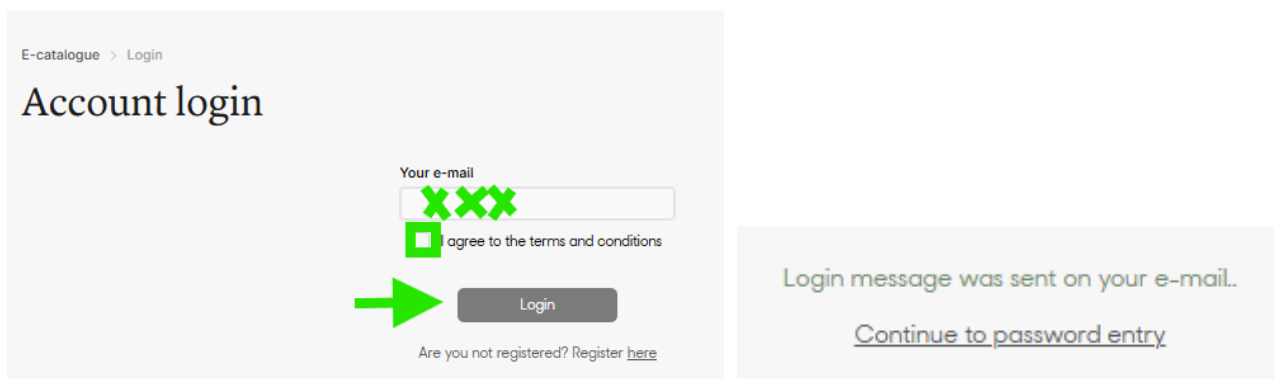 E-catalogue > Login
Account login
Your e-mail
I agree to the terms and conditions
Login
Are you not registered? Register here
Login message was sent on your e-mail..
Continue to password entry